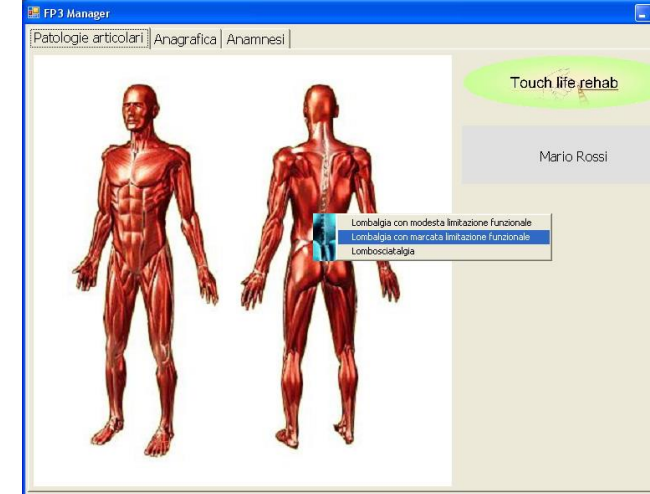 FP3 Manager
Patologie articolari Anagrafica Anamnesi
Touch life rehab
Mario Rossi
Lombalgia con modesta limitazione funzionale
Lombalgia con marcata limitazione funzionale
Lombosciatalgia